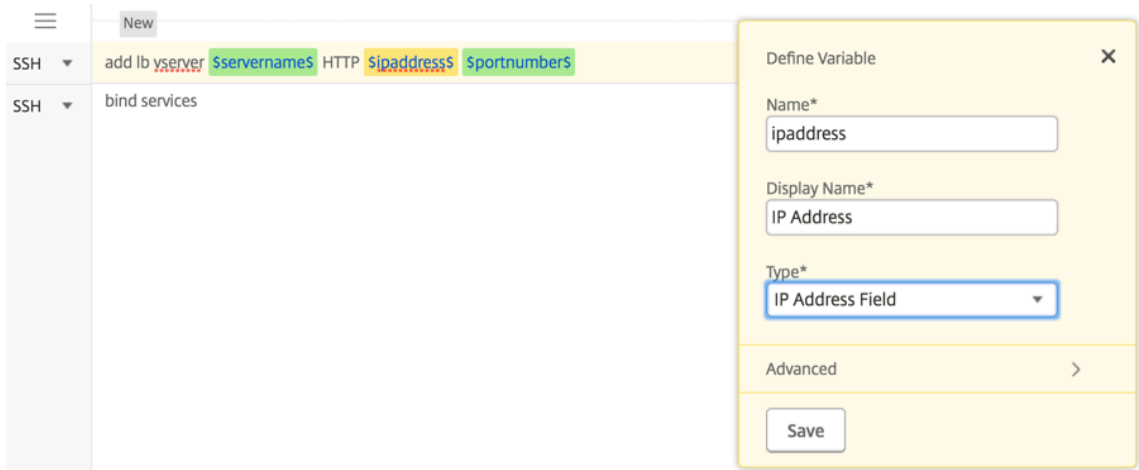 New
SSH add lb vserver $servername$ HTTP $ipaddress$ $portnumber$
SSH bind services
Define Variable
Name*
ipaddress
Display Name*
IP Address
Type*
IP Address Field
Advanced
Save